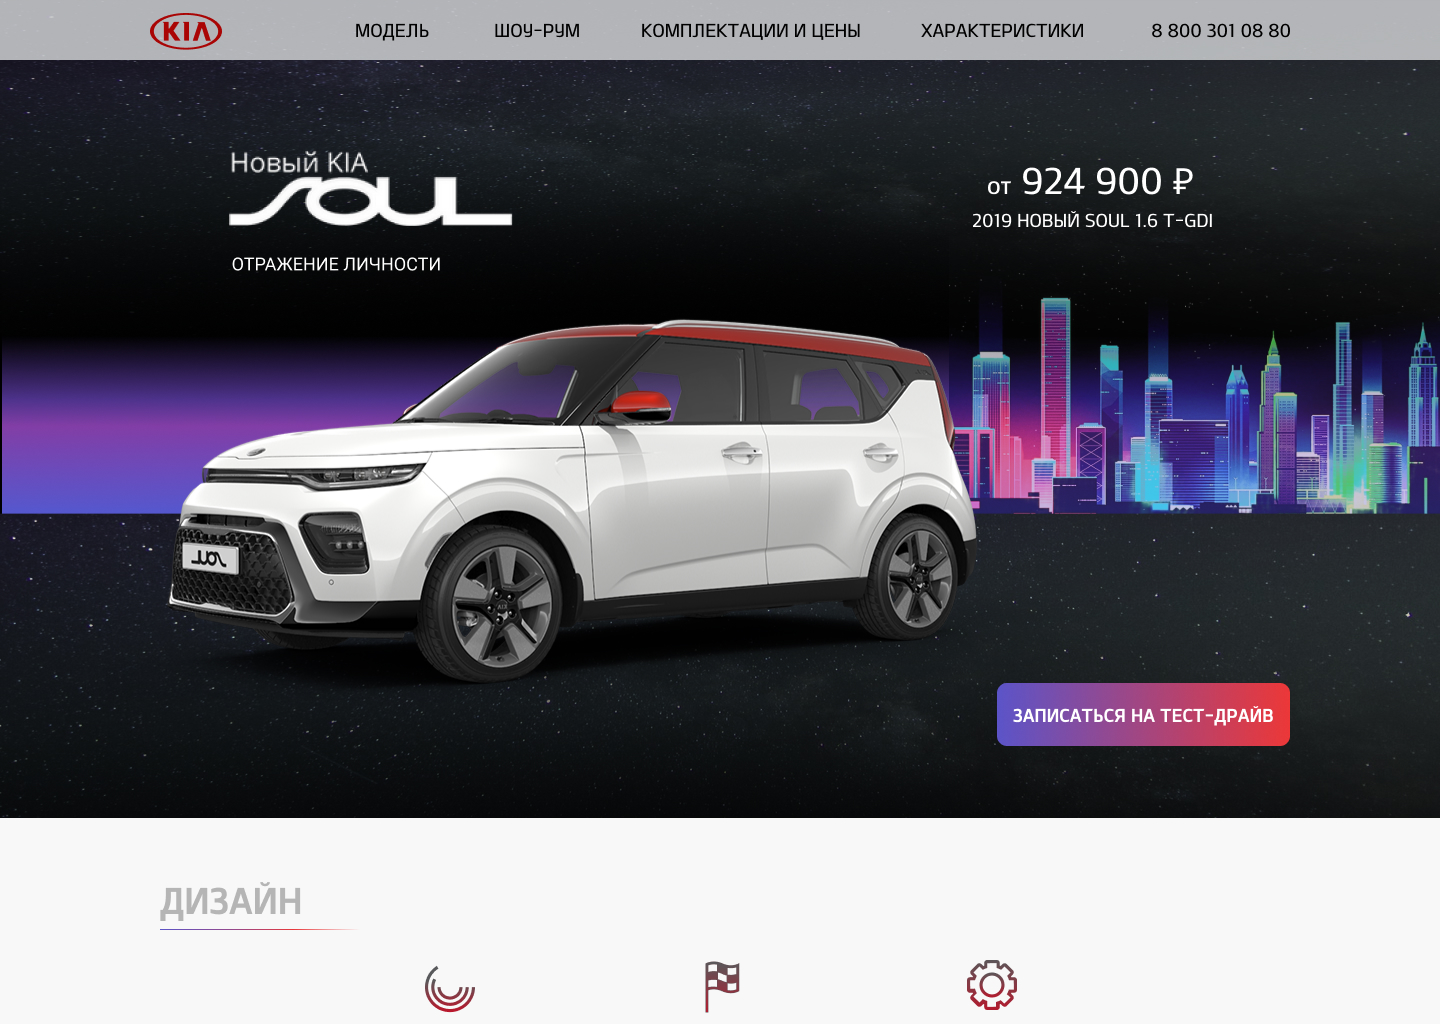 KIA
МОДЕЛЬ
ШОУ-РУМ
КОМПЛЕКТАЦИИ И ЦЕНЫ
ХАРАКТЕРИСТИКИ
8 800 301 08 80
Новый KIA
SOUL
ОТРАЖЕНИЕ ЛИЧНОСТИ
от 924 900 ₽
2019 НОВЫЙ SOUL 1.6 T-GDI
ЗАПИСАТЬСЯ НА ТЕСТ-ДРАЙВ
ДИЗАЙН